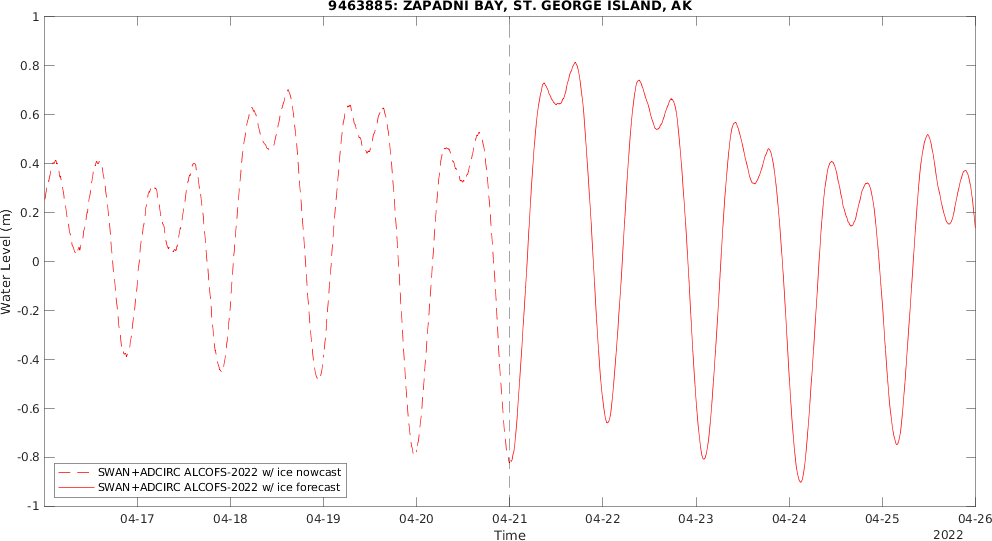 9463885: ZAPADNI BAY, ST. GEORGE ISLAND, AK
1
0.8
0.6
0.4
0.2
0
-0.2
-0.4
-0.6
-0.8
-1
Water Level (m)
SWAN+ADCIRC ALCOFS-2022 w/ ice nowcast
SWAN+ADCIRC ALCOFS-2022 w/ ice forecast
04-17 04-18 04-19 04-20 04-21 04-22 04-23 04-24 04-25 04-26
Time
2022